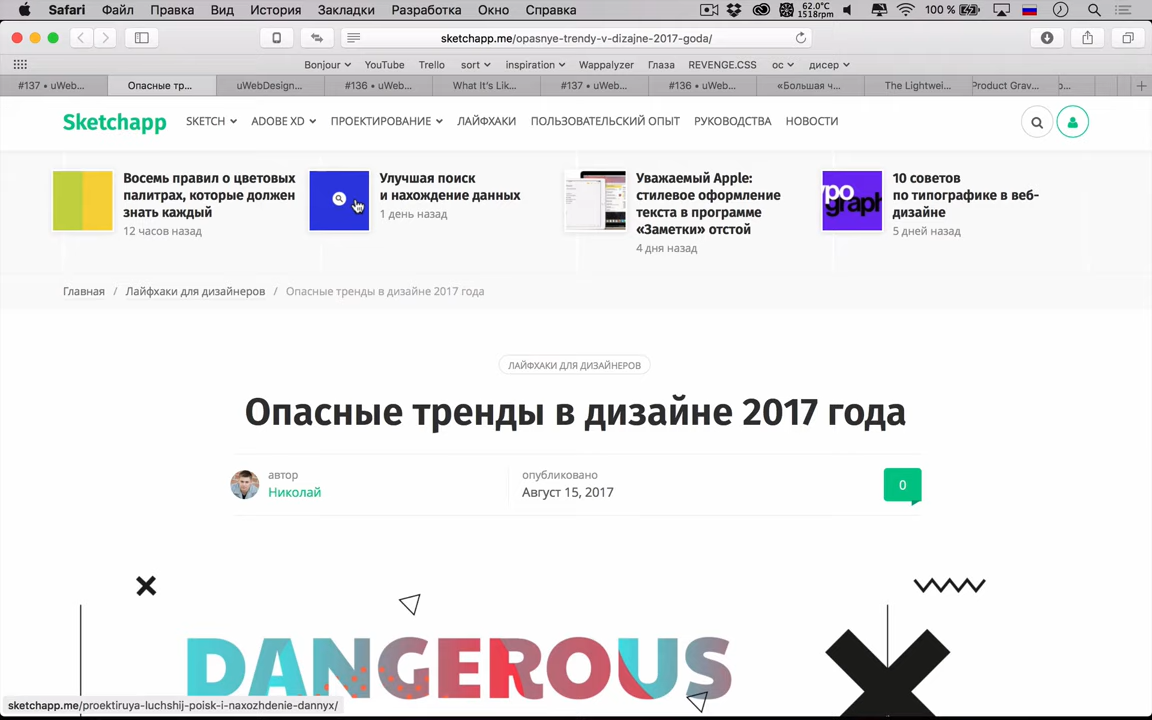 Safari Файл Правка Вид История Закладки Разработка Окно Справка 62.0°C 1518rpm 100 %
sketchapp.me/opasnye-trendy-v-dizajne-2017-goda/
Bonjour YouTube Trello sort inspiration Wappalyzer Глаза REVENGE.CSS ос дисер
#137 • uWeb... Опасные тр... uWebDesign... #136 • uWeb... What It's Lik... #137 • uWeb... #136 • uWeb... «Большая ч... The Lightwei... Product Grav...
Sketchapp SKETCH ADOBE XD ПРОЕКТИРОВАНИЕ ЛАЙФХАКИ ПОЛЬЗОВАТЕЛЬСКИЙ ОПЫТ РУКОВОДСТВА НОВОСТИ
Восемь правил о цветовых
палитрах, которые должен
знать каждый
12 часов назад
Улучшая поиск
и нахождение данных
1 день назад
Уважаемый Apple:
стилевое оформление
текста в программе
«Заметки» отстой
4 дня назад
ypo
graph
10 советов
по типографике в веб-
дизайне
5 дней назад
Главная / Лайфхаки для дизайнеров / Опасные тренды в дизайне 2017 года
ЛАЙФХАКИ ДЛЯ ДИЗАЙНЕРОВ
Опасные тренды в дизайне 2017 года
автор
Николай
опубликовано
Август 15, 2017
0
DANGEROUS
sketchapp.me/proektiruya-luchshij-poisk-i-naxozhdenie-dannyx/